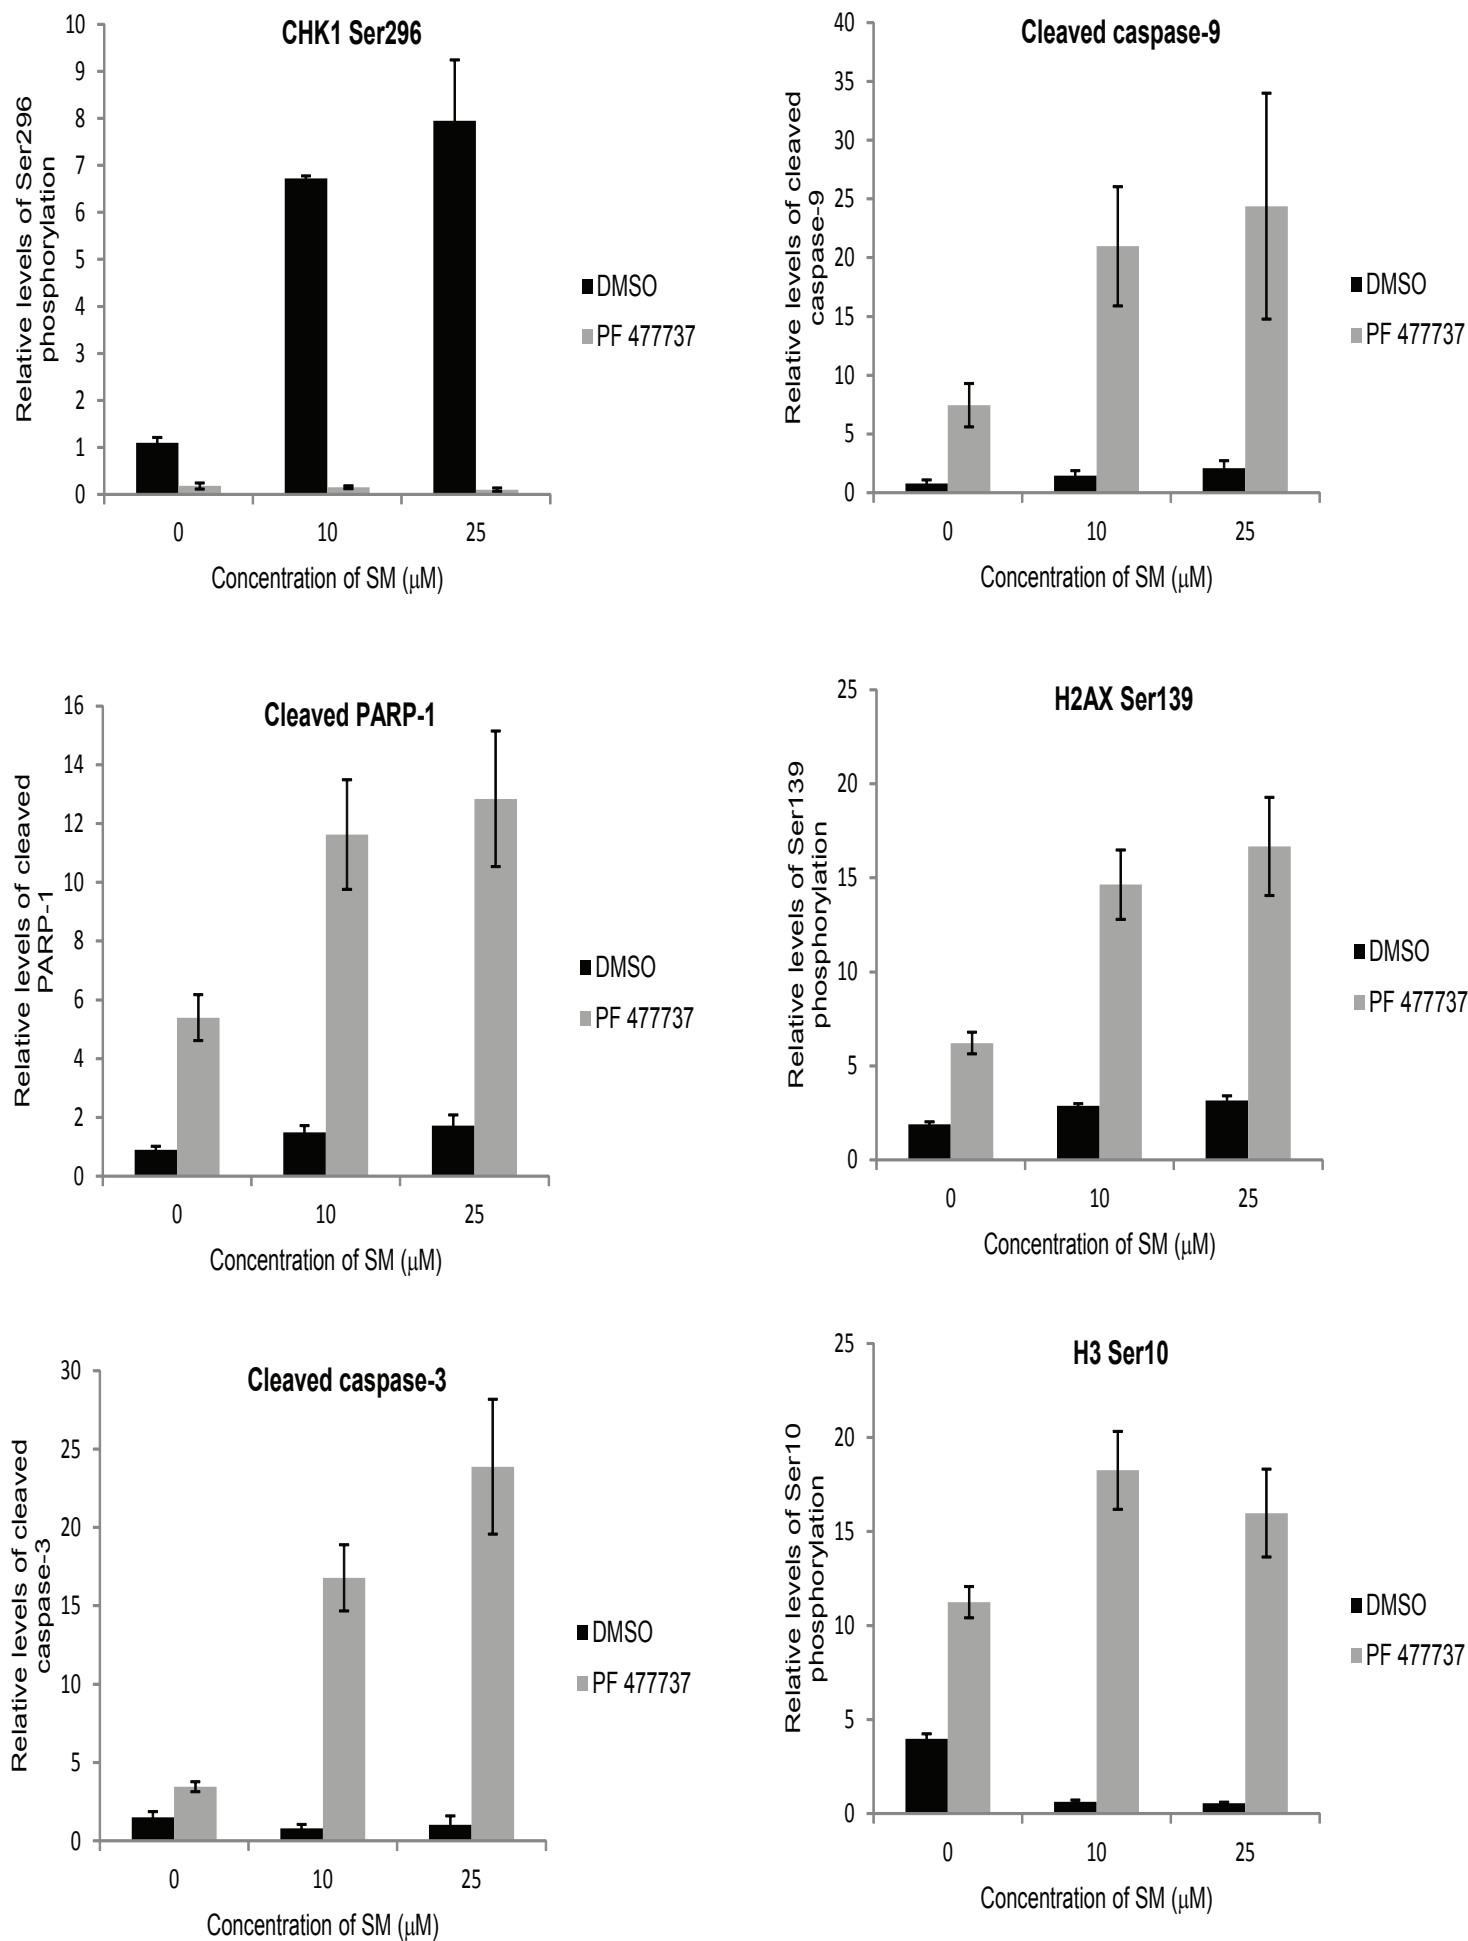 CHK1 Ser296
Relative levels of Ser296
phosphorylation
10
9
8
7
6
5
4
3
2
1
0
0 10 25
Concentration of SM (μM)
DMSO
PF 477737
Cleaved caspase-9
Relative levels of cleaved
caspase-9
40
35
30
25
20
15
10
5
0
0 10 25
Concentration of SM (μM)
DMSO
PF 477737
Cleaved PARP-1
Relative levels of cleaved
PARP-1
16
14
12
10
8
6
4
2
0
0 10 25
Concentration of SM (μM)
DMSO
PF 477737
H2AX Ser139
Relative levels of Ser139
phosphorylation
25
20
15
10
5
0
0 10 25
Concentration of SM (μM)
DMSO
PF 477737
Cleaved caspase-3
Relative levels of cleaved
caspase-3
30
25
20
15
10
5
0
0 10 25
Concentration of SM (μM)
DMSO
PF 477737
H3 Ser10
Relative levels of Ser10
phosphorylation
25
20
15
10
5
0
0 10 25
Concentration of SM (μM)
DMSO
PF 477737